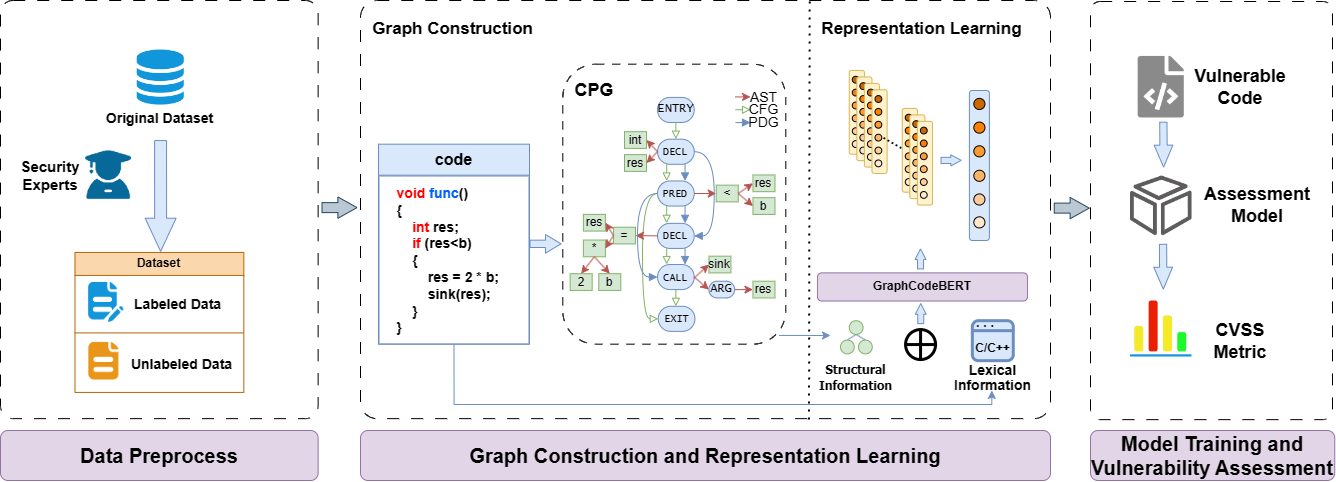 Original Dataset
Security
Experts
Dataset
Labeled Data
Unlabeled Data
Data Preprocess
Graph Construction
code
void func()
{
int res;
if (res<b)
{
res = 2 * b;
sink(res);
}
}
CPG
AST
CFG
PDG
ENTRY
DECL
int
res
PRED
<
res
b
DECL
=
res
*
2
b
CALL
sink
ARG
res
EXIT
Representation Learning
GraphCodeBERT
Structural
Information
C/C++
Lexical
Information
Graph Construction and Representation Learning
Vulnerable
Code
Assessment
Model
CVSS
Metric
Model Training and
Vulnerability Assessment